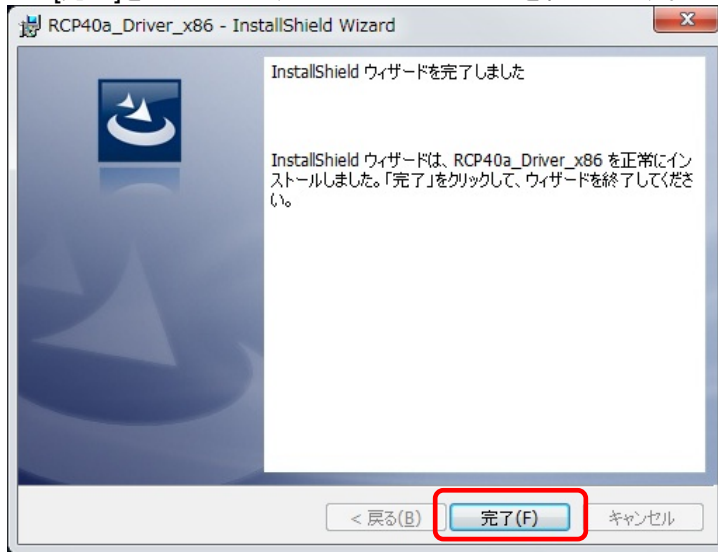 RCP40a_Driver_x86 - InstallShield Wizard
InstallShield ウィザードを完了しました
InstallShield ウィザードは、RCP40a_Driver_x86 を正常にイン
ストールしました。「完了」をクリックして、ウィザードを終了してくださ
い。
< 戻る(B)
完了(F)
キャンセル